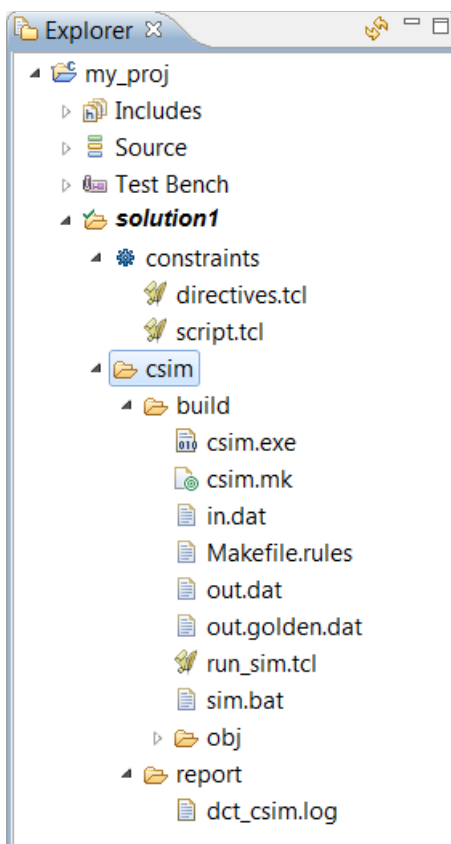 Explorer
my_proj
Includes
Source
Test Bench
solution1
constraints
directives.tcl
script.tcl
csim
build
csim.exe
csim.mk
in.dat
Makefile.rules
out.dat
out.golden.dat
run_sim.tcl
sim.bat
obj
report
dct_csim.log